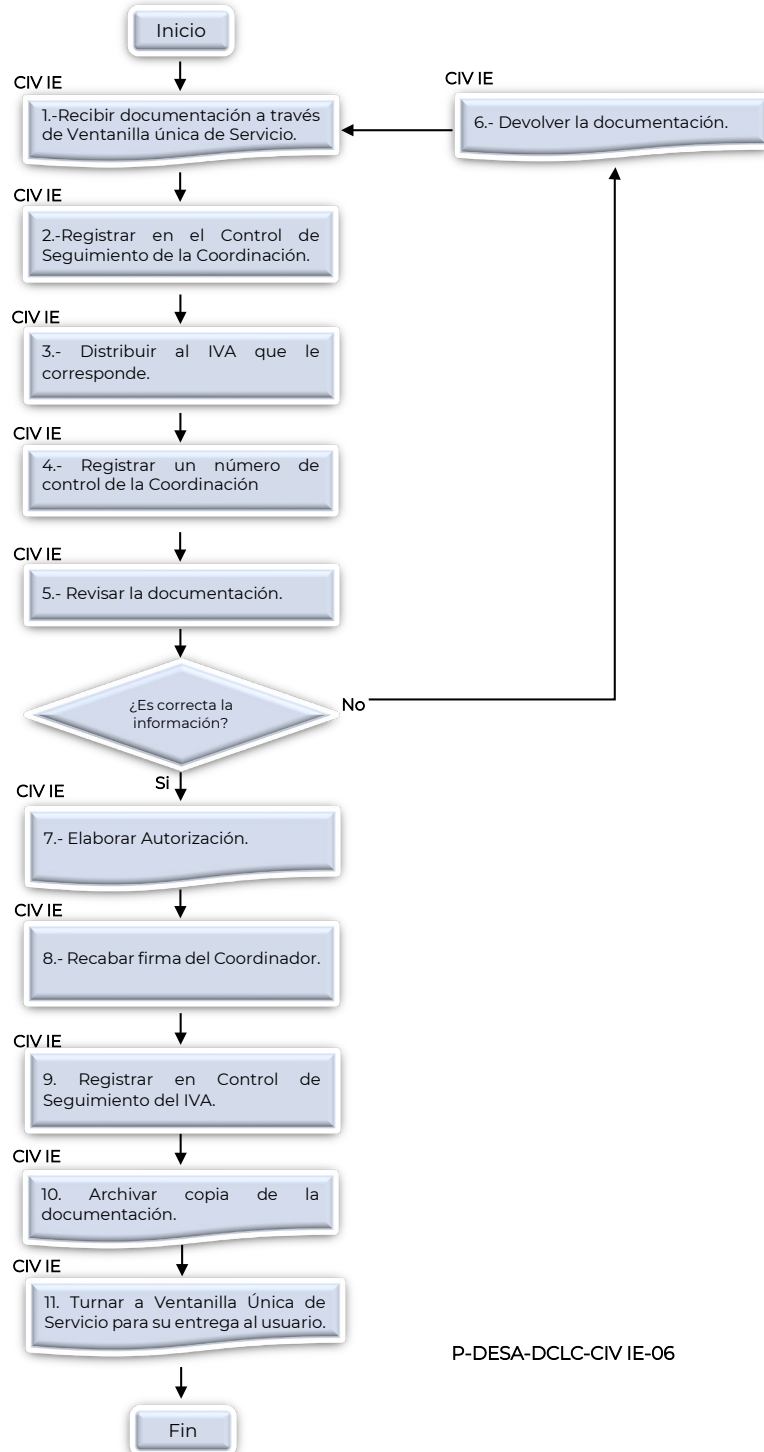 Inicio
CIV IE
1.-Recibir documentación a través
de Ventanilla única de Servicio.
CIV IE
6.- Devolver la documentación.
CIV IE
2.-Registrar en el Control de
Seguimiento de la Coordinación.
CIV IE
3.- Distribuir al IVA que le
corresponde.
CIV IE
4.- Registrar un número de
control de la Coordinación
CIV IE
5.- Revisar la documentación.
¿Es correcta la
información?
No
Si
CIV IE
7.- Elaborar Autorización.
CIV IE
8.- Recabar firma del Coordinador.
CIV IE
9. Registrar en Control de
Seguimiento del IVA.
CIV IE
10. Archivar copia de la
documentación.
CIV IE
11. Turnar a Ventanilla Única de
Servicio para su entrega al usuario.
P-DESA-DCLC-CIV IE-06
Fin